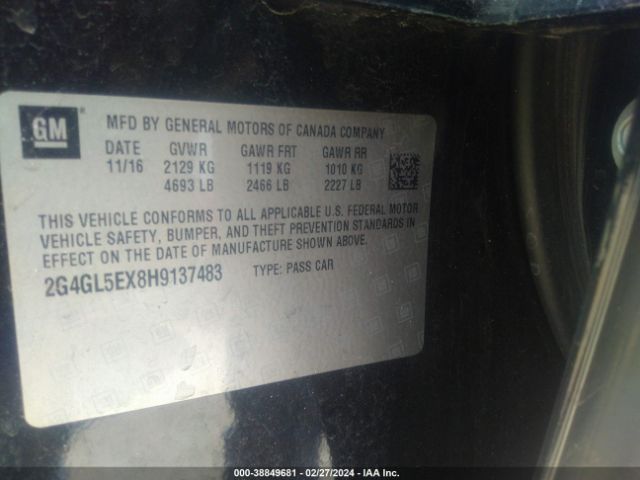 GM ®
MFD BY GENERAL MOTORS OF CANADA COMPANY
DATE GVWR GAWR FRT GAWR RR
11/16 2129 KG 1119 KG 1010 KG
4693 LB 2466 LB 2227 LB
THIS VEHICLE CONFORMS TO ALL APPLICABLE U.S. FEDERAL MOTOR
VEHICLE SAFETY, BUMPER, AND THEFT PREVENTION STANDARDS IN
EFFECT ON THE DATE OF MANUFACTURE SHOWN ABOVE.
2G4GL5EX8H9137483 TYPE: PASS CAR
000-38849681 - 02/27/2024 - IAA Inc.